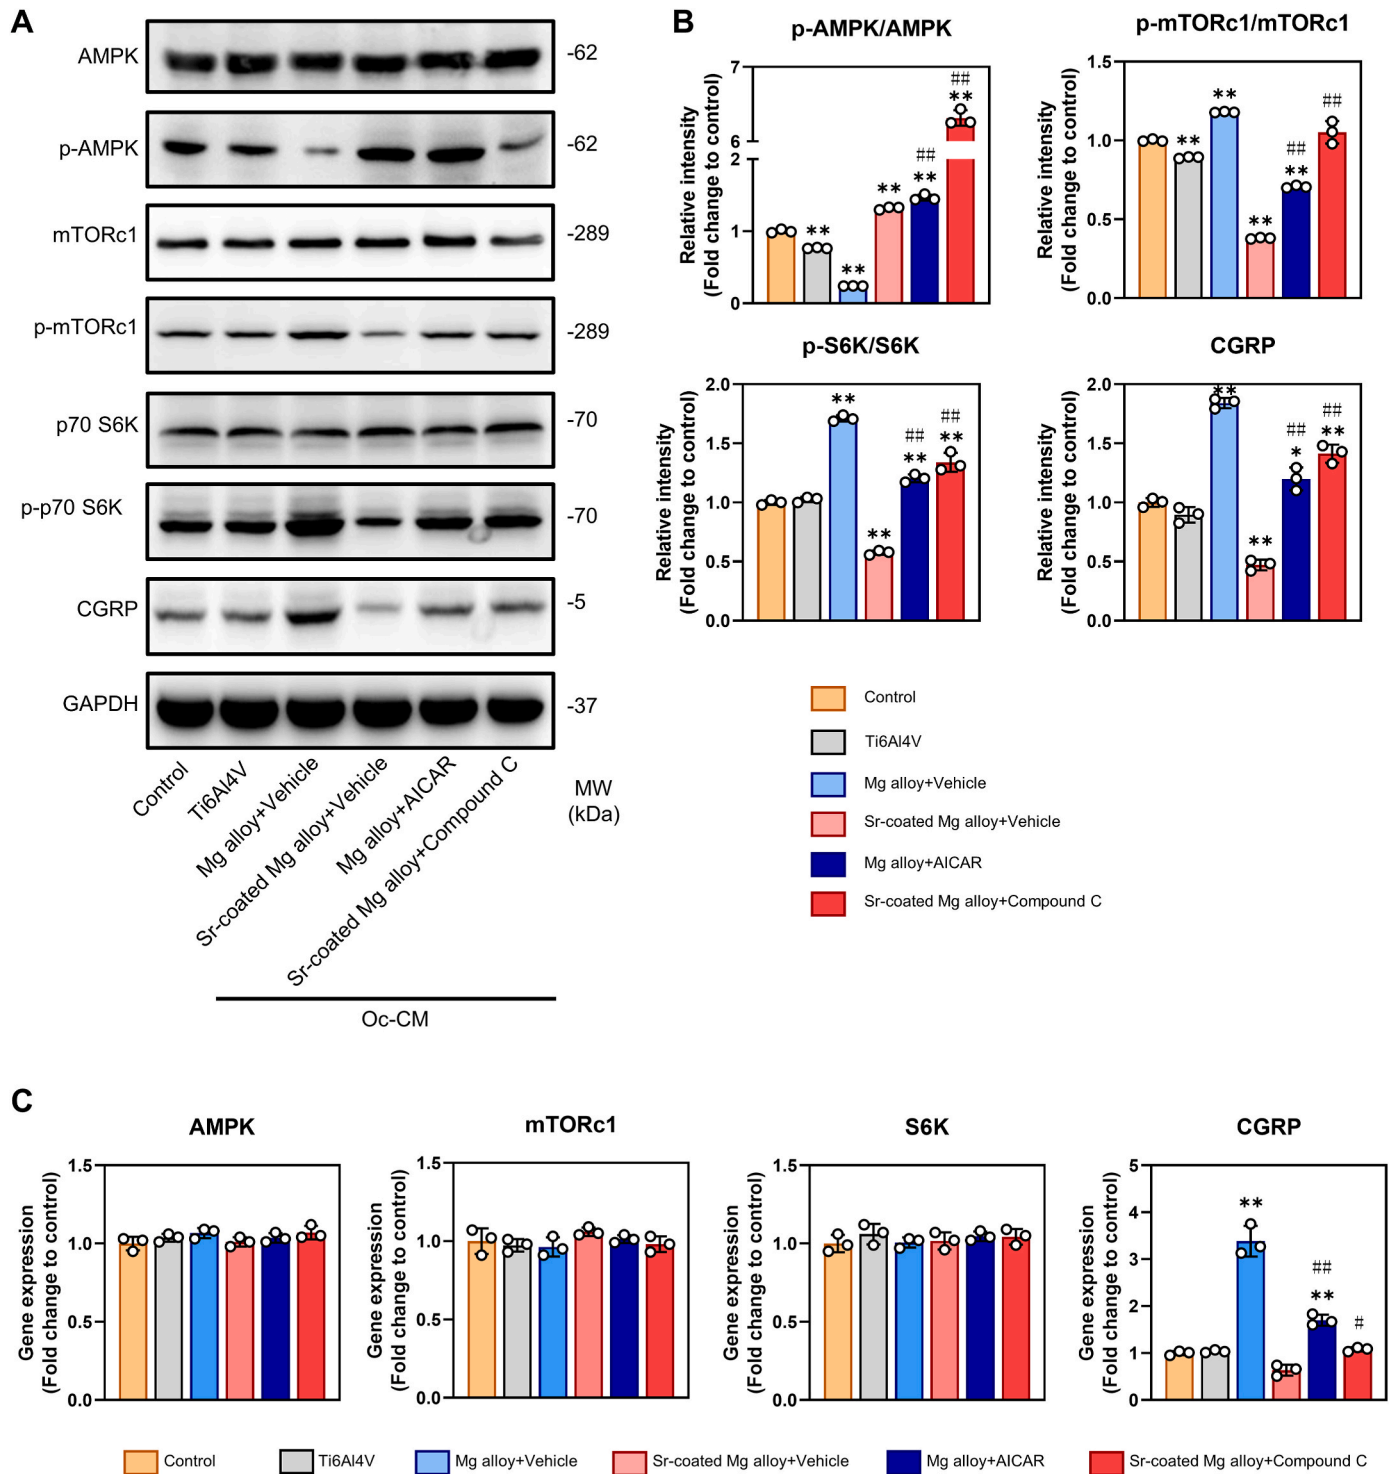 A
AMPK
-62
p-AMPK
-62
mTORc1
-289
p-mTORc1
-289
p70 S6K
-70
p-p70 S6K
-70
CGRP
-5
GAPDH
-37
Control
Ti6Al4V
Mg alloy+Vehicle
Sr-coated Mg alloy+Vehicle
Mg alloy+AICAR
Sr-coated Mg alloy+Compound C
MW
(kDa)
Oc-CM
B
p-AMPK/AMPK
Relative intensity
(Fold change to control)
7
6
2
1
0
**
**
**
##
**
##
**
p-mTORc1/mTORc1
Relative intensity
(Fold change to control)
1.5
1.0
0.5
0.0
**
**
**
##
**
##
p-S6K/S6K
Relative intensity
(Fold change to control)
2.0
1.5
1.0
0.5
0.0
**
**
##
**
##
**
CGRP
Relative intensity
(Fold change to control)
2.0
1.5
1.0
0.5
0.0
**
**
##
*
##
**
Control
Ti6Al4V
Mg alloy+Vehicle
Sr-coated Mg alloy+Vehicle
Mg alloy+AICAR
Sr-coated Mg alloy+Compound C
C
AMPK
Gene expression
(Fold change to control)
1.5
1.0
0.5
0.0
mTORc1
Gene expression
(Fold change to control)
1.5
1.0
0.5
0.0
S6K
Gene expression
(Fold change to control)
1.5
1.0
0.5
0.0
CGRP
Gene expression
(Fold change to control)
5
4
3
2
1
0
**
##
**
#
Control
Ti6Al4V
Mg alloy+Vehicle
Sr-coated Mg alloy+Vehicle
Mg alloy+AICAR
Sr-coated Mg alloy+Compound C